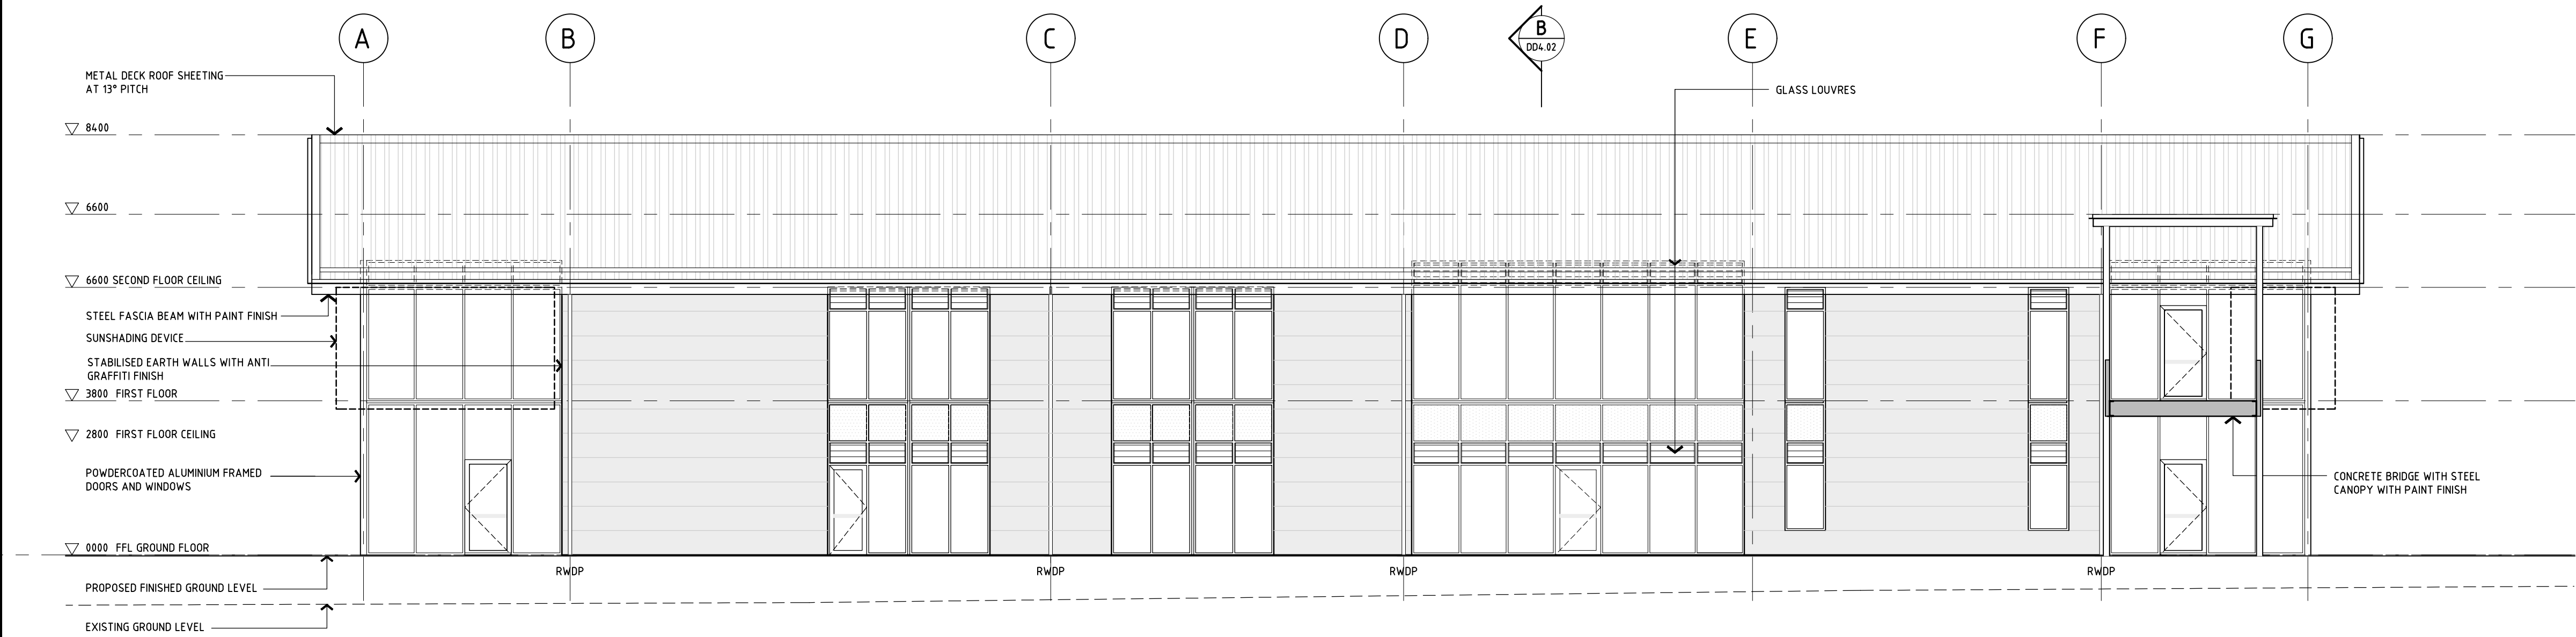 A
B
C
D
B
DD4.02
E
F
G
METAL DECK ROOF SHEETING
AT 13° PITCH
GLASS LOUVRES
8400
6600
6600 SECOND FLOOR CEILING
STEEL FASCIA BEAM WITH PAINT FINISH
SUNSHADING DEVICE
STABILISED EARTH WALLS WITH ANTI
GRAFFITI FINISH
3800 FIRST FLOOR
2800 FIRST FLOOR CEILING
POWDERCOATED ALUMINIUM FRAMED
DOORS AND WINDOWS
CONCRETE BRIDGE WITH STEEL
CANOPY WITH PAINT FINISH
0000 FFL GROUND FLOOR
RWDP
RWDP
RWDP
RWDP
PROPOSED FINISHED GROUND LEVEL
EXISTING GROUND LEVEL